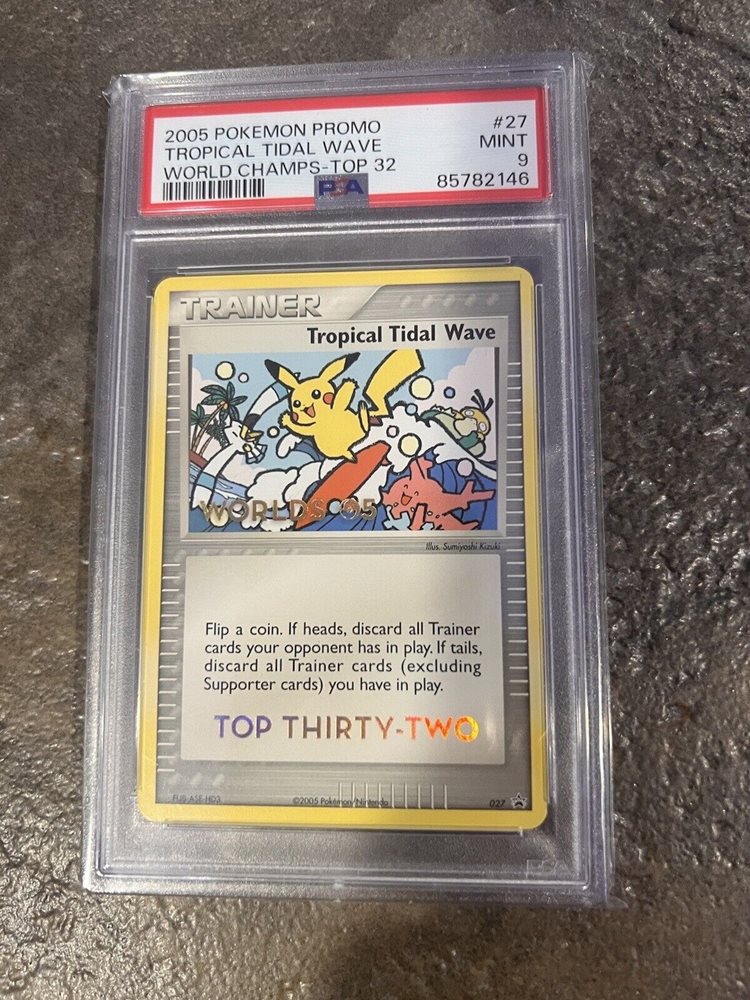 2005 POKEMON PROMO #27
TROPICAL TIDAL WAVE MINT
WORLD CHAMPS-TOP 32 9
PSA 85782146
TRAINER
Tropical Tidal Wave
WORLDS 05
Illus. Sumiyoshi Kizuki
Flip a coin. If heads, discard all Trainer
cards your opponent has in play. If tails,
discard all Trainer cards (excluding
Supporter cards) you have in play.
TOP THIRTY-TWO
FUB-ASE-HD3 ©2005 Pokémon/Nintendo 027